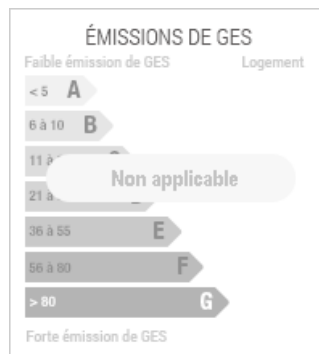 ÉMISSIONS DE GES
Faible émission de GES Logement
< 5 A
6 à 10 B
11 à
Non applicable
21 à
36 à 55 E
56 à 80 F
> 80 G
Forte émission de GES